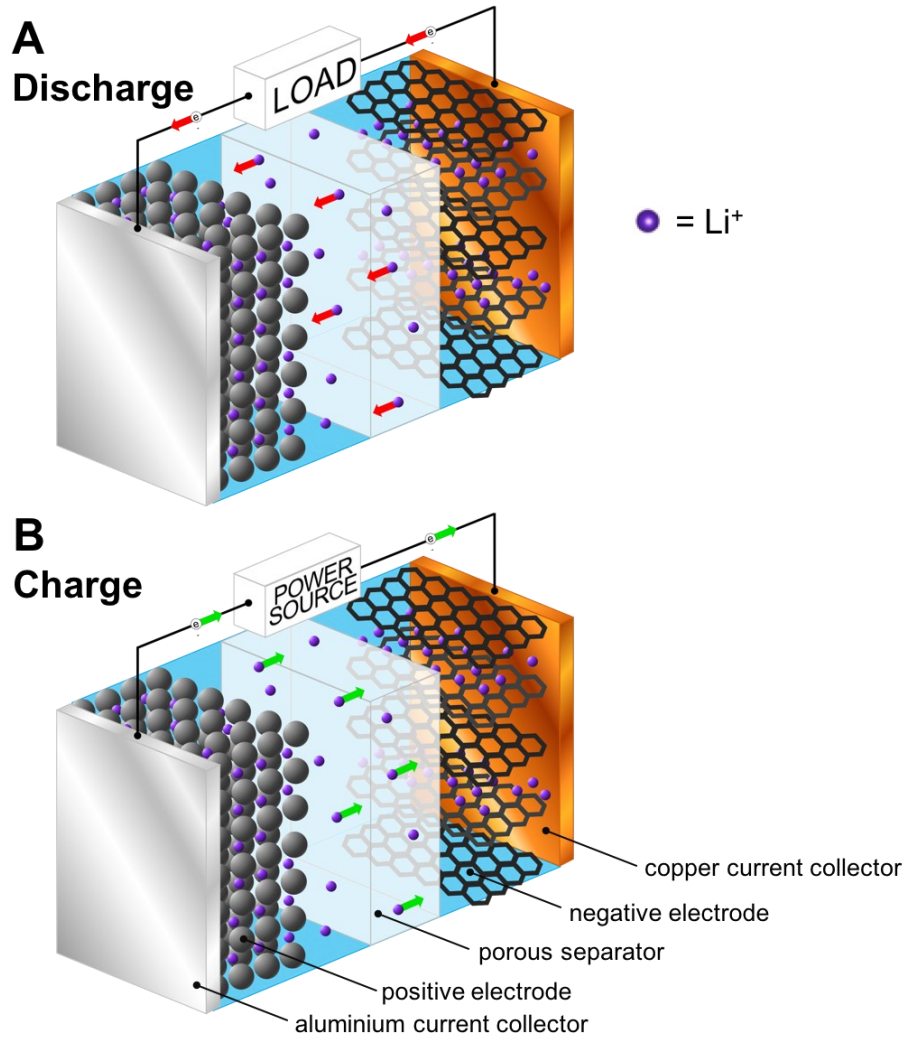 A
Discharge
LOAD
e-
e-
= Li⁺
B
Charge
POWER
SOURCE
e-
e-
copper current collector
negative electrode
porous separator
positive electrode
aluminium current collector